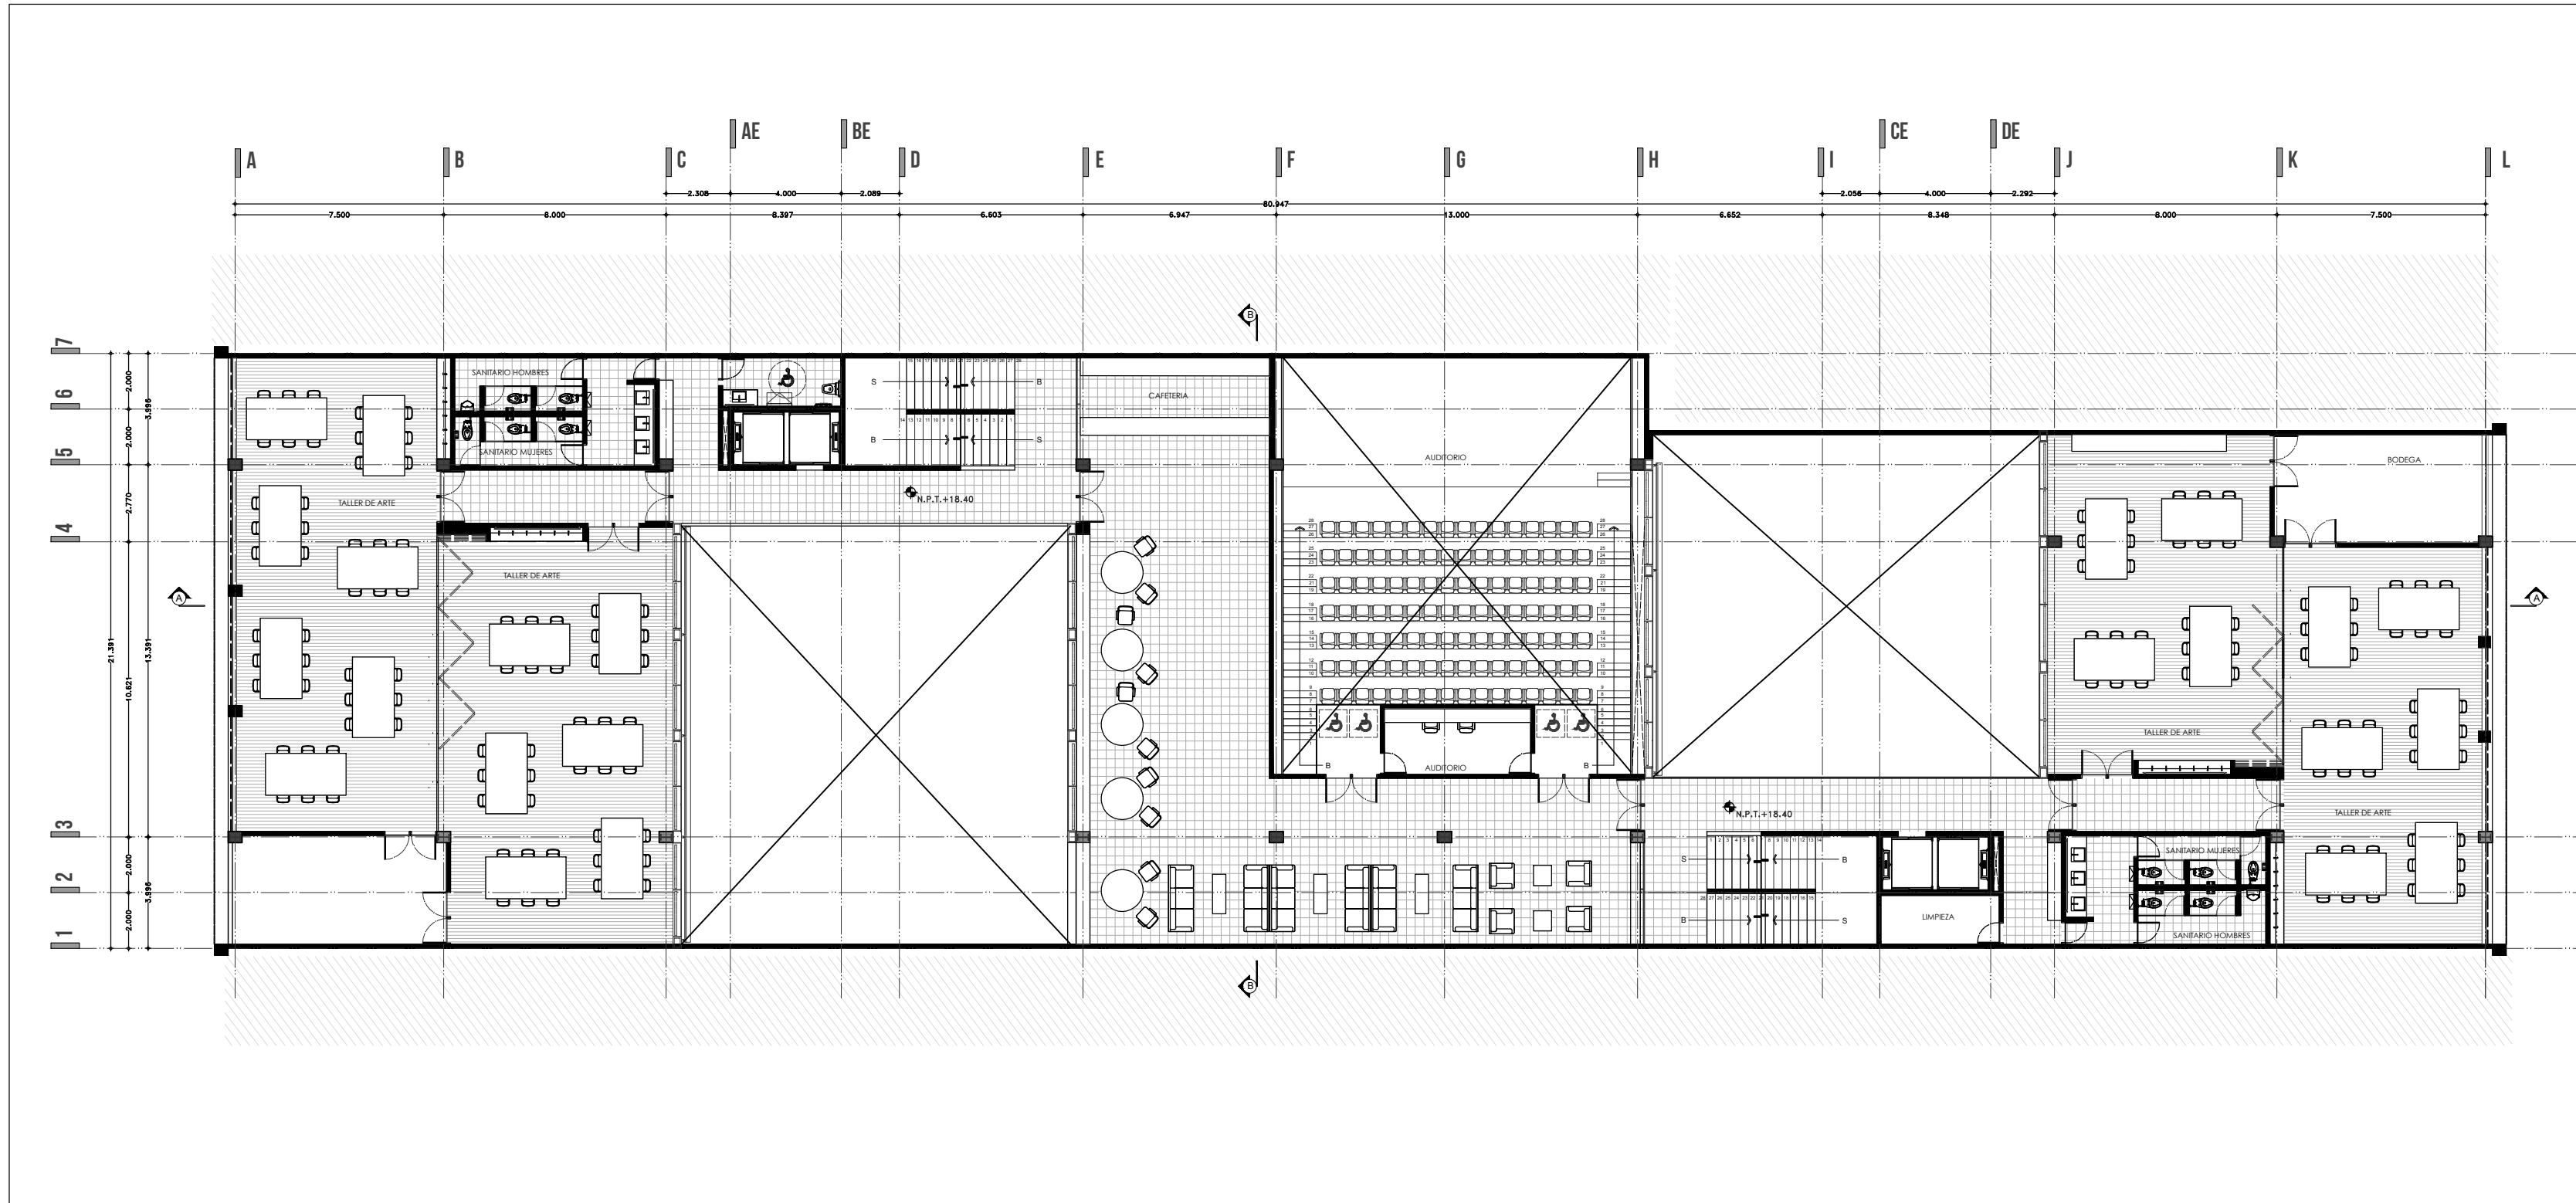 AE BE CE DE
A B C D E F G H I J K L
2.308 4.000 2.089 2.056 4.000 2.292
80.947
7.500 8.000 8.397 6.603 6.947 13.000 6.652 8.348 8.000 7.500
B
7
6
5
4
3
2
1
2.000
2.000
2.770
10.621
2.000
2.000
3.996
13.391
3.996
21.391
SANITARIO HOMBRES
SANITARIO MUJERES
TALLER DE ARTE
TALLER DE ARTE
S B
B S
N.P.T.+18.40
CAFETERIA
AUDITORIO
AUDITORIO
B B
BODEGA
A A
TALLER DE ARTE
TALLER DE ARTE
N.P.T.+18.40
S B
B S
LIMPIEZA
SANITARIO MUJERES
SANITARIO HOMBRES
B